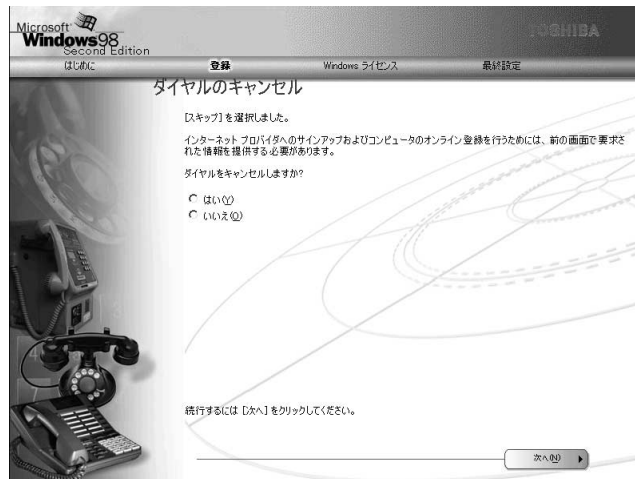 Microsoft
Windows98
Second Edition
TOSHIBA
はじめに 登録 Windows ライセンス 最終設定
ダイヤルのキャンセル
[スキップ] を選択しました。
インターネット プロバイダへのサインアップおよびコンピュータのオンライン登録を行うためには、前の画面で要求さ
れた情報を提供する必要があります。
ダイヤルをキャンセルしますか?
はい(Y)
いいえ(O)
続行するには [次へ] をクリックしてください。
次へ(N)